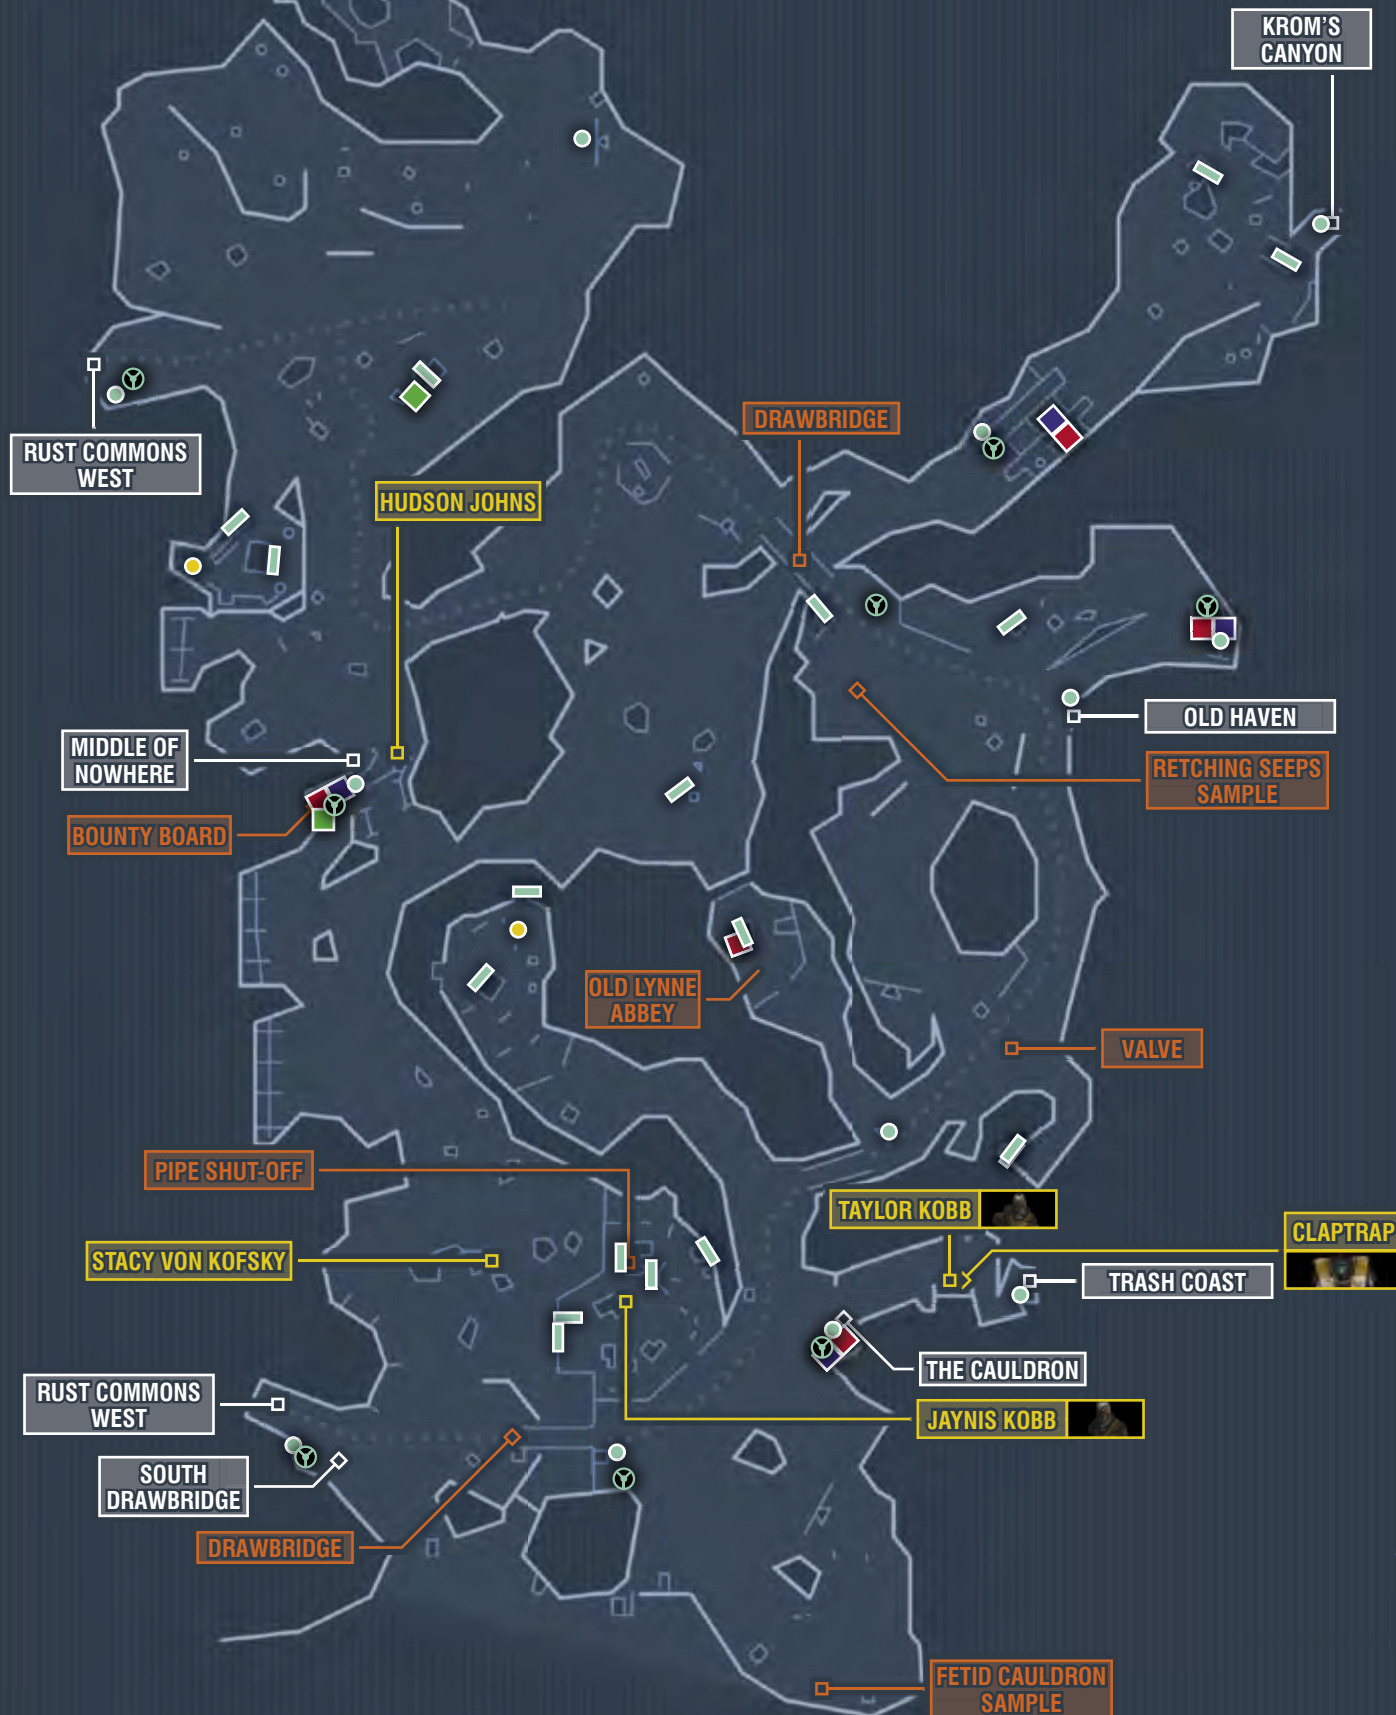 KROM'S
CANYON
DRAWBRIDGE
RUST COMMONS
WEST
HUDSON JOHNS
OLD HAVEN
MIDDLE OF
NOWHERE
RETCHING SEEPS
SAMPLE
BOUNTY BOARD
OLD LYNNE
ABBEY
VALVE
PIPE SHUT-OFF
TAYLOR KOBB
CLAPTRAP
STACY VON KOFSKY
TRASH COAST
THE CAULDRON
RUST COMMONS
WEST
JAYNIS KOBB
SOUTH
DRAWBRIDGE
DRAWBRIDGE
FETID CAULDRON
SAMPLE